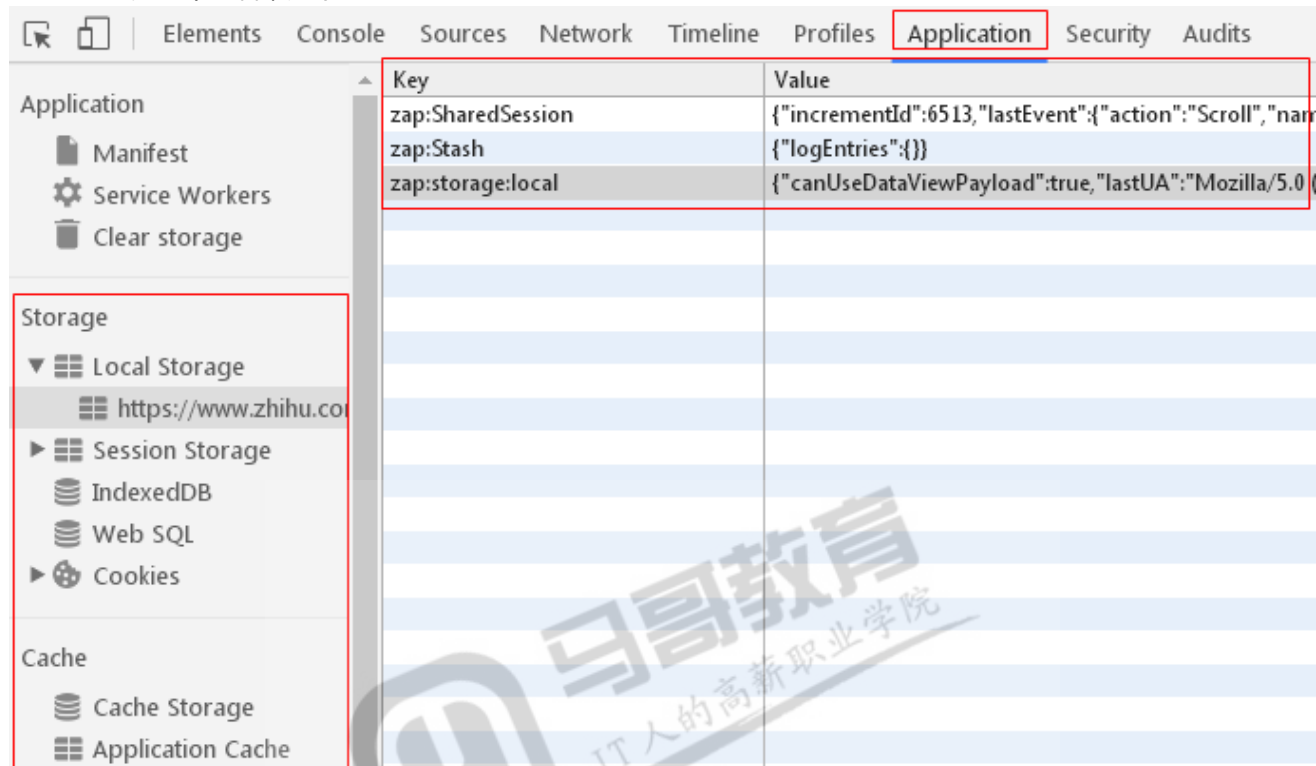 Elements Console Sources Network Timeline Profiles Application Security Audits
Application
Manifest
Service Workers
Clear storage
Storage
Local Storage
https://www.zhihu.co
Session Storage
IndexedDB
Web SQL
Cookies
Cache
Cache Storage
Application Cache
Key Value
zap:SharedSession {"incrementId":6513,"lastEvent":{"action":"Scroll","nam
zap:Stash {"logEntries":{}}
zap:storage:local {"canUseDataViewPayload":true,"lastUA":"Mozilla/5.0 (
马哥教育
IT人的高薪职业学院